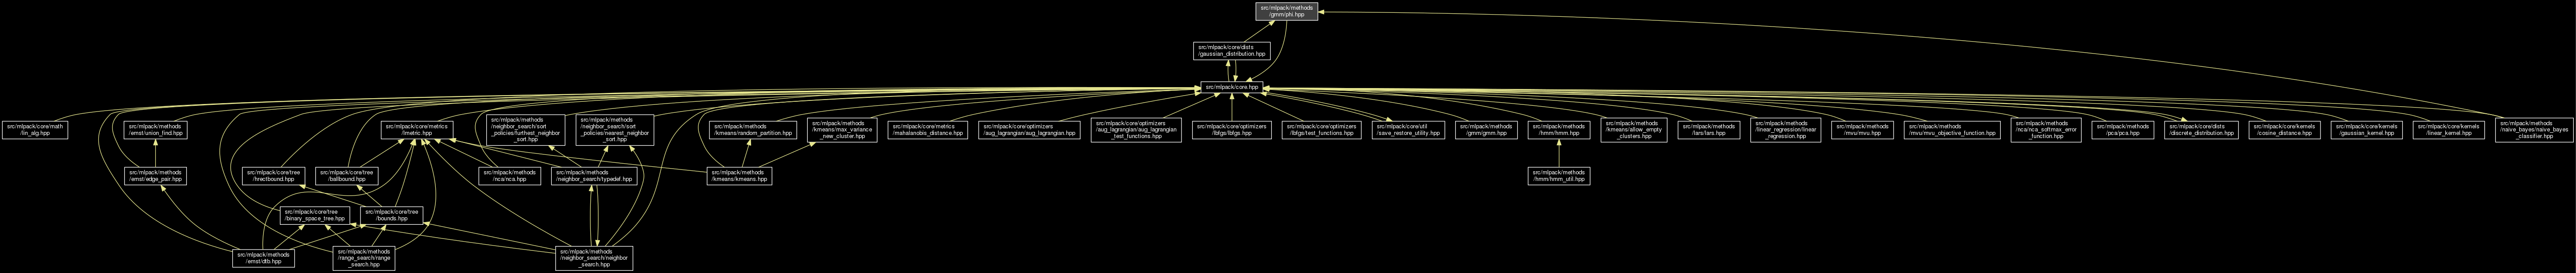 src/mlpack/methods
/gmm/phi.hpp
src/mlpack/core/dists
/gaussian_distribution.hpp
src/mlpack/core.hpp
src/mlpack/core/math
/lin_alg.hpp
src/mlpack/methods
/emst/union_find.hpp
src/mlpack/core/metrics
/lmetric.hpp
src/mlpack/methods
/neighbor_search/sort
_policies/furthest_neighbor
_sort.hpp
src/mlpack/methods
/neighbor_search/sort
_policies/nearest_neighbor
_sort.hpp
src/mlpack/methods
/kmeans/random_partition.hpp
src/mlpack/methods
/kmeans/max_variance
_new_cluster.hpp
src/mlpack/core/metrics
/mahalanobis_distance.hpp
src/mlpack/core/optimizers
/aug_lagrangian/aug_lagrangian.hpp
src/mlpack/core/optimizers
/aug_lagrangian/aug_lagrangian
_test_functions.hpp
src/mlpack/core/optimizers
/lbfgs/lbfgs.hpp
src/mlpack/core/optimizers
/lbfgs/test_functions.hpp
src/mlpack/core/util
/save_restore_utility.hpp
src/mlpack/methods
/gmm/gmm.hpp
src/mlpack/methods
/hmm/hmm.hpp
src/mlpack/methods
/kmeans/allow_empty
_clusters.hpp
src/mlpack/methods
/lars/lars.hpp
src/mlpack/methods
/linear_regression/linear
_regression.hpp
src/mlpack/methods
/mvu/mvu.hpp
src/mlpack/methods
/mvu/mvu_objective_function.hpp
src/mlpack/methods
/nca/nca_softmax_error
_function.hpp
src/mlpack/methods
/pca/pca.hpp
src/mlpack/core/dists
/discrete_distribution.hpp
src/mlpack/core/kernels
/cosine_distance.hpp
src/mlpack/core/kernels
/gaussian_kernel.hpp
src/mlpack/core/kernels
/linear_kernel.hpp
src/mlpack/methods
/naive_bayes/naive_bayes
_classifier.hpp
src/mlpack/methods
/emst/edge_pair.hpp
src/mlpack/core/tree
/hrectbound.hpp
src/mlpack/core/tree
/ballbound.hpp
src/mlpack/methods
/nca/nca.hpp
src/mlpack/methods
/neighbor_search/typedef.hpp
src/mlpack/methods
/kmeans/kmeans.hpp
src/mlpack/methods
/hmm/hmm_util.hpp
src/mlpack/core/tree
/binary_space_tree.hpp
src/mlpack/core/tree
/bounds.hpp
src/mlpack/methods
/emst/dtb.hpp
src/mlpack/methods
/range_search/range
_search.hpp
src/mlpack/methods
/neighbor_search/neighbor
_search.hpp